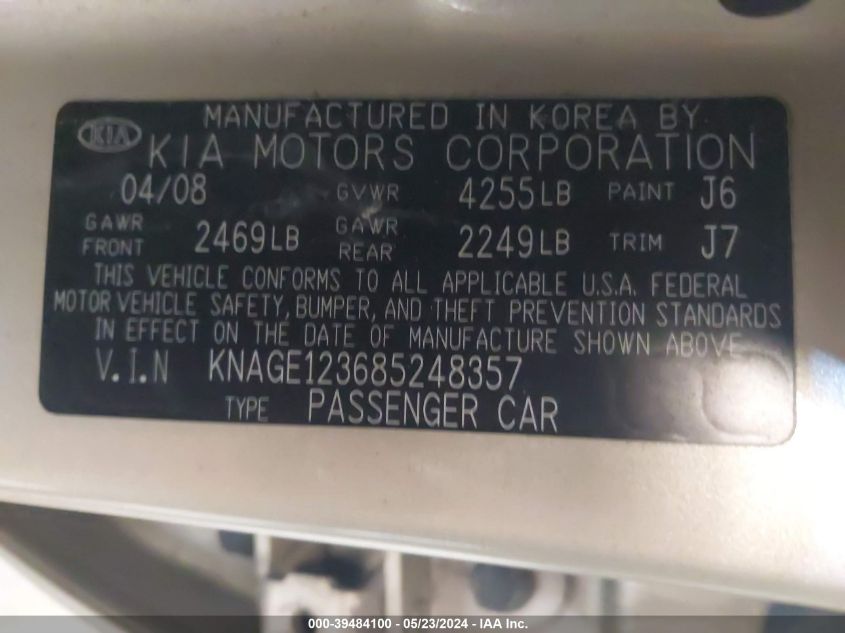 MANUFACTURED IN KOREA BY
KIA KIA MOTORS CORPORATION
04/08 GVWR 4255LB PAINT J6
GAWR FRONT 2469LB GAWR REAR 2249LB TRIM J7
THIS VEHICLE CONFORMS TO ALL APPLICABLE U.S.A. FEDERAL
MOTOR VEHICLE SAFETY, BUMPER, AND THEFT PREVENTION STANDARDS
IN EFFECT ON THE DATE OF MANUFACTURE SHOWN ABOVE
V.I.N KNAGE123685248357
TYPE PASSENGER CAR
000-39484100 - 05/23/2024 - IAA Inc.